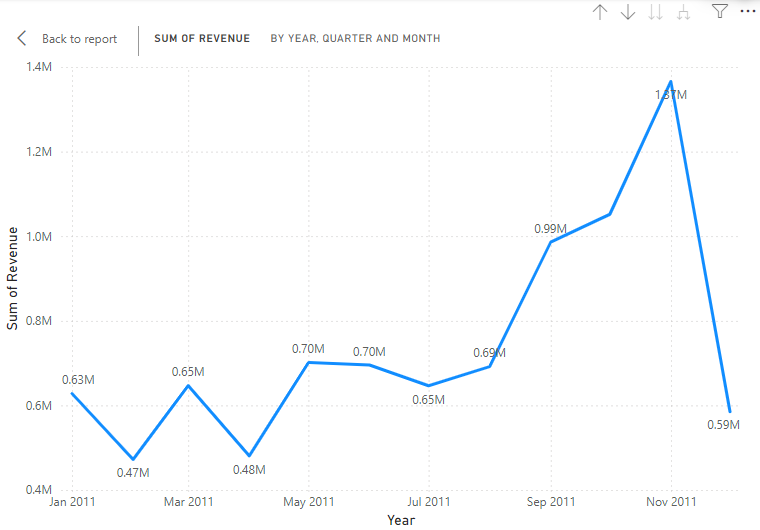 Back to report
SUM OF REVENUE
BY YEAR, QUARTER AND MONTH
1.4M
1.37M
1.2M
0.99M
1.0M
0.8M
0.70M
0.70M
0.69M
0.65M
0.63M
0.65M
0.6M
0.59M
0.47M
0.48M
0.4M
Jan 2011
Mar 2011
May 2011
Jul 2011
Sep 2011
Nov 2011
Sum of Revenue
Year